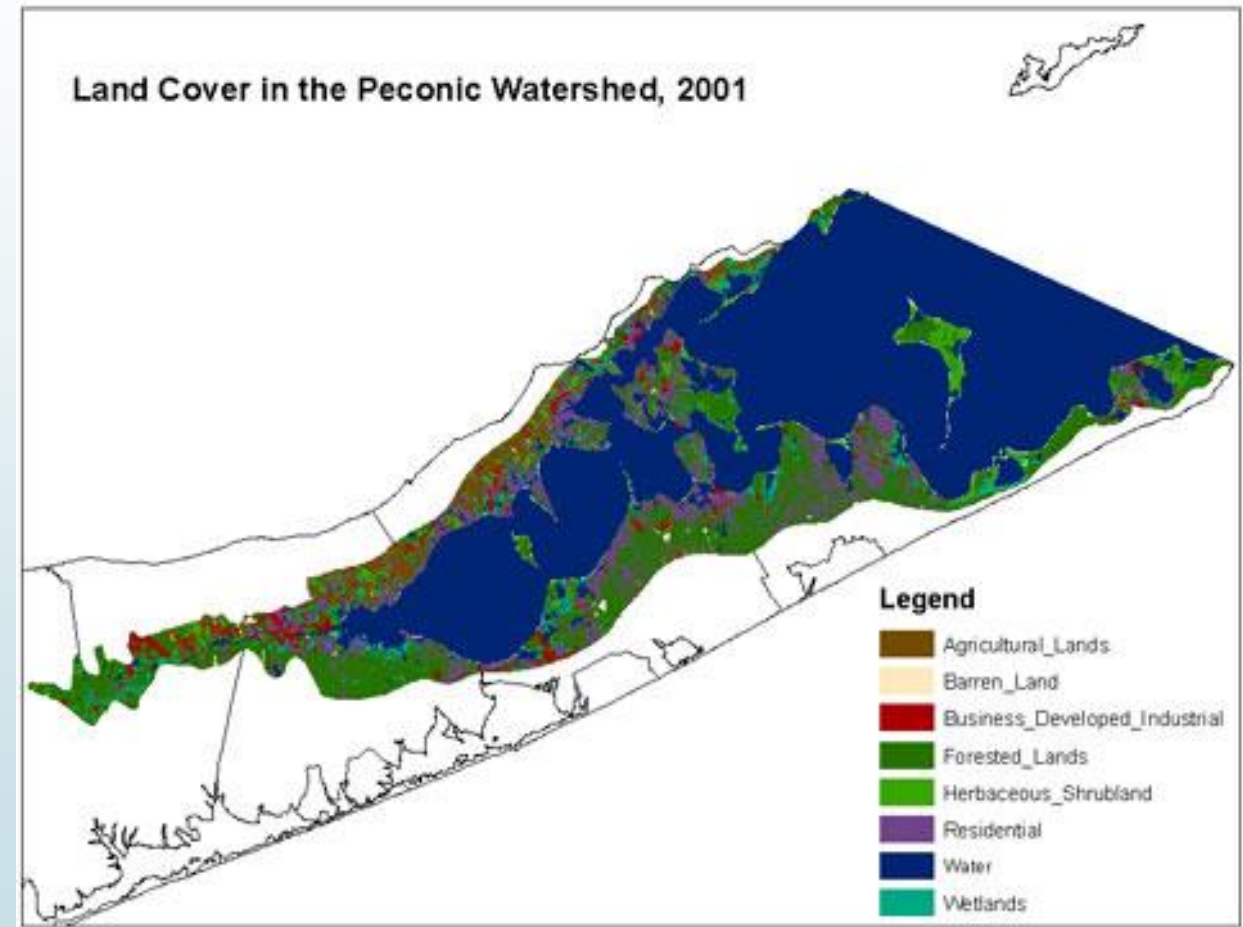 Land Cover in the Peconic Watershed, 2001
Legend
Agricultural_Lands
Barren_Land
Business_Developed_Industrial
Forested_Lands
Herbaceous_Shrubland
Residential
Water
Wetlands